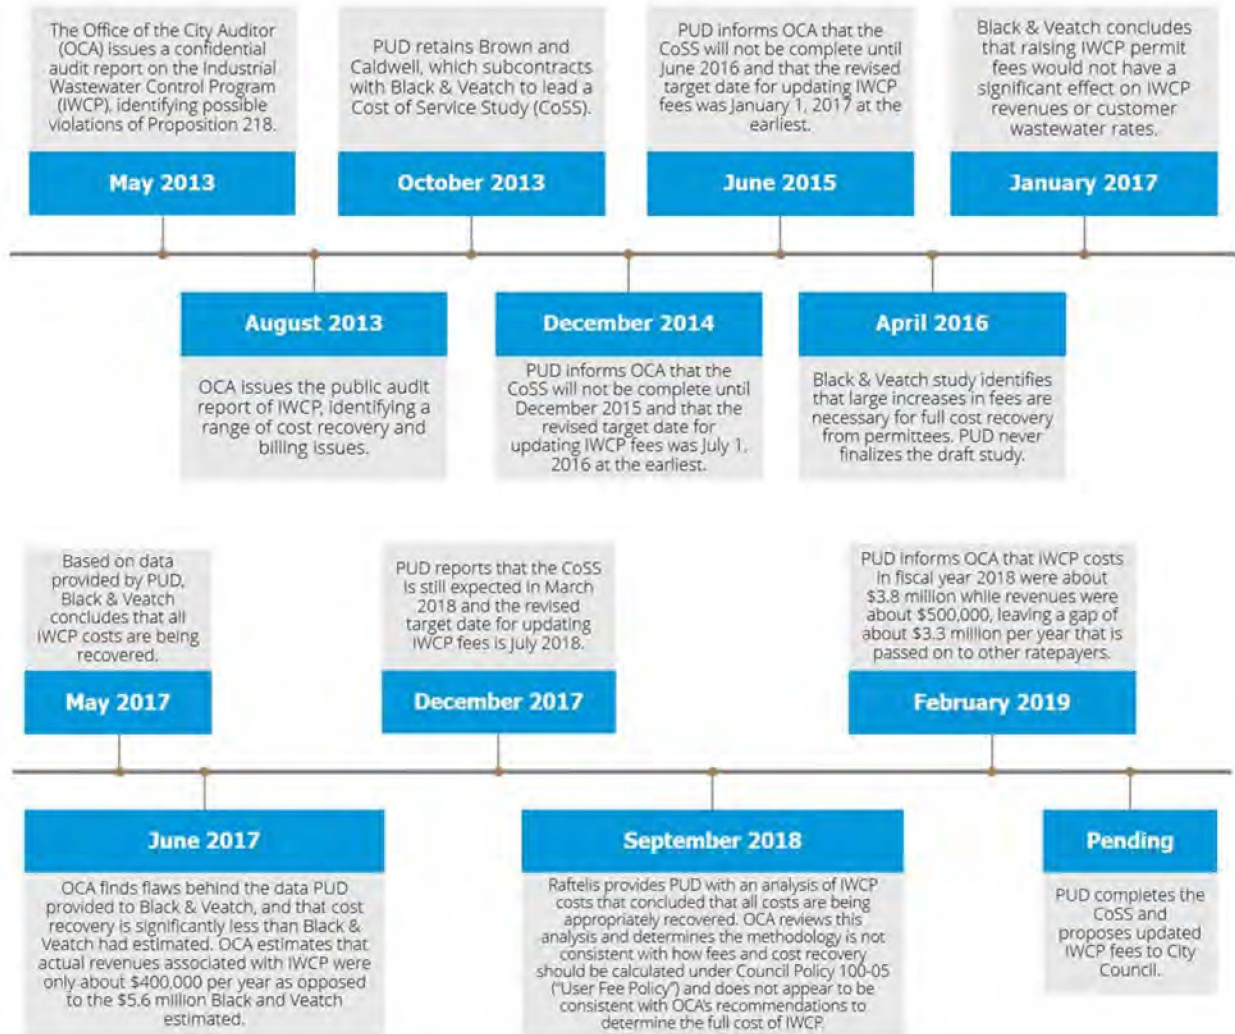 The Office of the City Auditor
(OCA) issues a confidential
audit report on the Industrial
Wastewater Control Program
(IWCP), identifying possible
violations of Proposition 218.
May 2013
August 2013
OCA issues the public audit
report of IWCP, identifying a
range of cost recovery and
billing issues.
PUD retains Brown and
Caldwell, which subcontracts
with Black & Veatch to lead a
Cost of Service Study (CoSS).
October 2013
December 2014
PUD informs OCA that the
CoSS will not be complete until
December 2015 and that the
revised target date for
updating IWCP fees was July 1,
2016 at the earliest.
PUD informs OCA that the
CoSS will not be complete until
June 2016 and that the revised
target date for updating IWCP
fees was January 1, 2017 at the
earliest.
June 2015
April 2016
Black & Veatch study identifies
that large increases in fees are
necessary for full cost recovery
from permittees. PUD never
finalizes the draft study.
Black & Veatch concludes
that raising IWCP permit
fees would not have a
significant effect on IWCP
revenues or customer
wastewater rates.
January 2017
Based on data
provided by PUD,
Black & Veatch
concludes that all
IWCP costs are being
recovered.
May 2017
June 2017
OCA finds flaws behind the data PUD
provided to Black & Veatch, and that cost
recovery is significantly less than Black &
Veatch had estimated. OCA estimates that
actual revenues associated with IWCP were
only about $400,000 per year as opposed
to the $5.6 million Black and Veatch
estimated.
PUD reports that the CoSS
is still expected in March
2018 and the revised
target date for updating
IWCP fees is July 2018.
December 2017
September 2018
Raftelis provides PUD with an analysis of IWCP
costs that concluded that all costs are being
appropriately recovered. OCA reviews this
analysis and determines the methodology is not
consistent with how fees and cost recovery
should be calculated under Council Policy 100-05
("User Fee Policy") and does not appear to be
consistent with OCA's recommendations to
determine the full cost of IWCP.
PUD informs OCA that IWCP costs
in fiscal year 2018 were about
$3.8 million while revenues were
about $500,000, leaving a gap of
about $3.3 million per year that is
passed on to other ratepayers.
February 2019
Pending
PUD completes the
CoSS and
proposes updated
IWCP fees to City
Council.